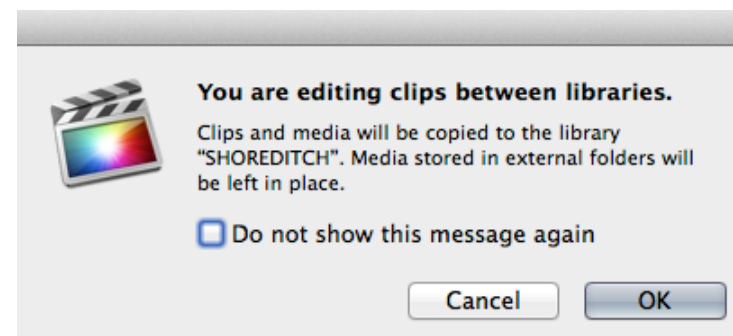 You are editing clips between libraries.
Clips and media will be copied to the library
“SHOREDITCH”. Media stored in external folders will
be left in place.
Do not show this message again
Cancel
OK